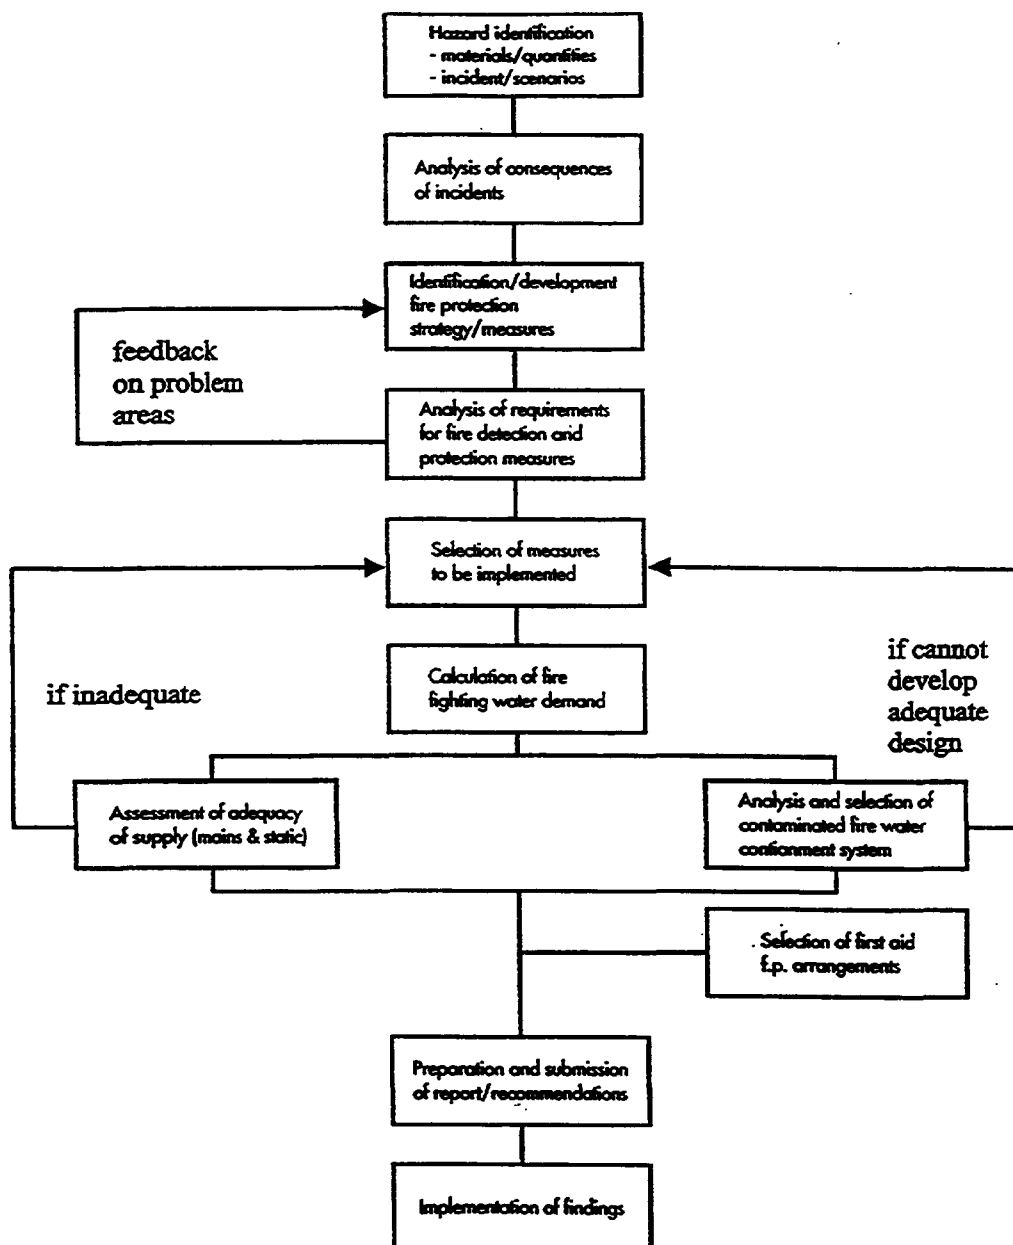 Hazard identification
- materials/quantities
- incident/scenarios
Analysis of consequences
of incidents
Identification/development
fire protection
strategy/measures
feedback
on problem
areas
Analysis of requirements
for fire detection and
protection measures
Selection of measures
to be implemented
if inadequate
Calculation of fire
fighting water demand
if cannot
develop
adequate
design
Assessment of adequacy
of supply (mains & static)
Analysis and selection of
contaminated fire water
contianment system
Selection of first aid
f.p. arrangements
Preparation and submission
of report/recommendations
Implementation of findings